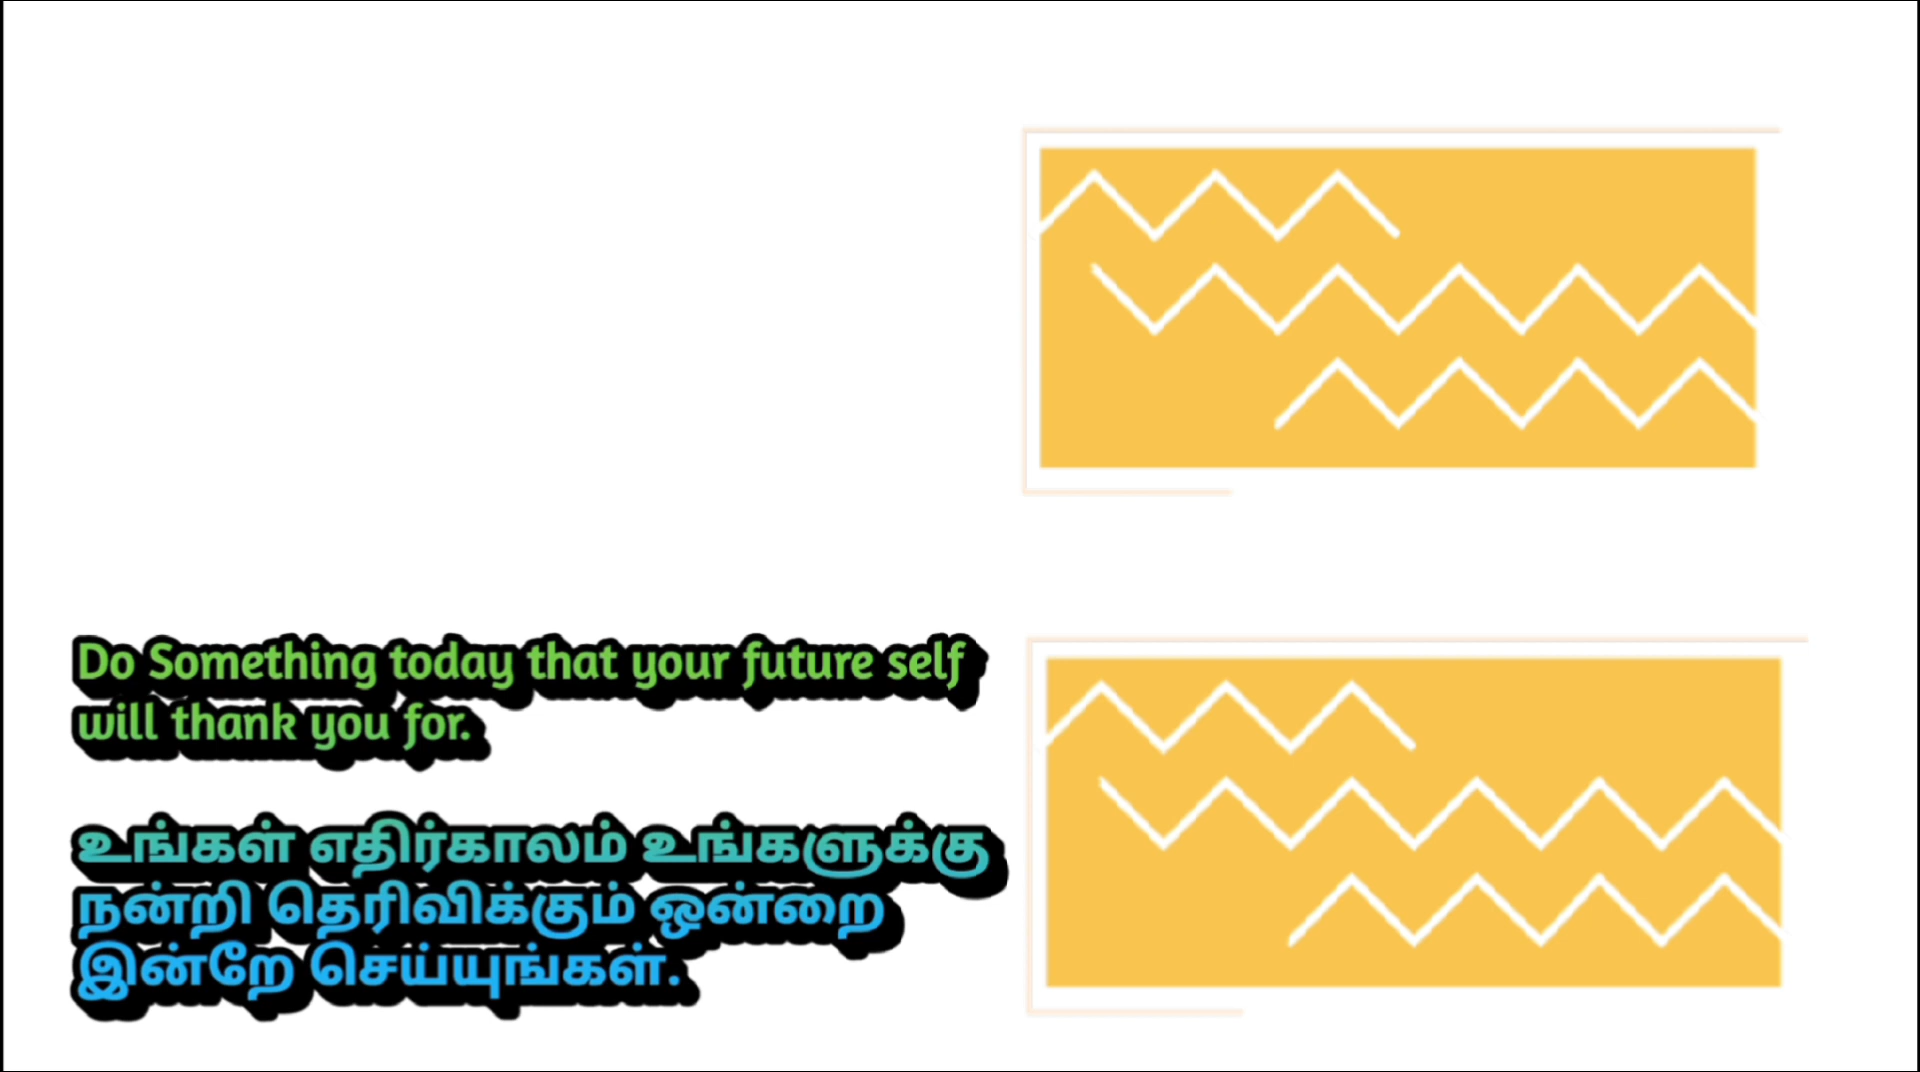 Do Something today that your future self
will thank you for.
உங்கள் எதிர்காலம் உங்களுக்கு
நன்றி தெரிவிக்கும் ஒன்றை
இன்றே செய்யுங்கள்.